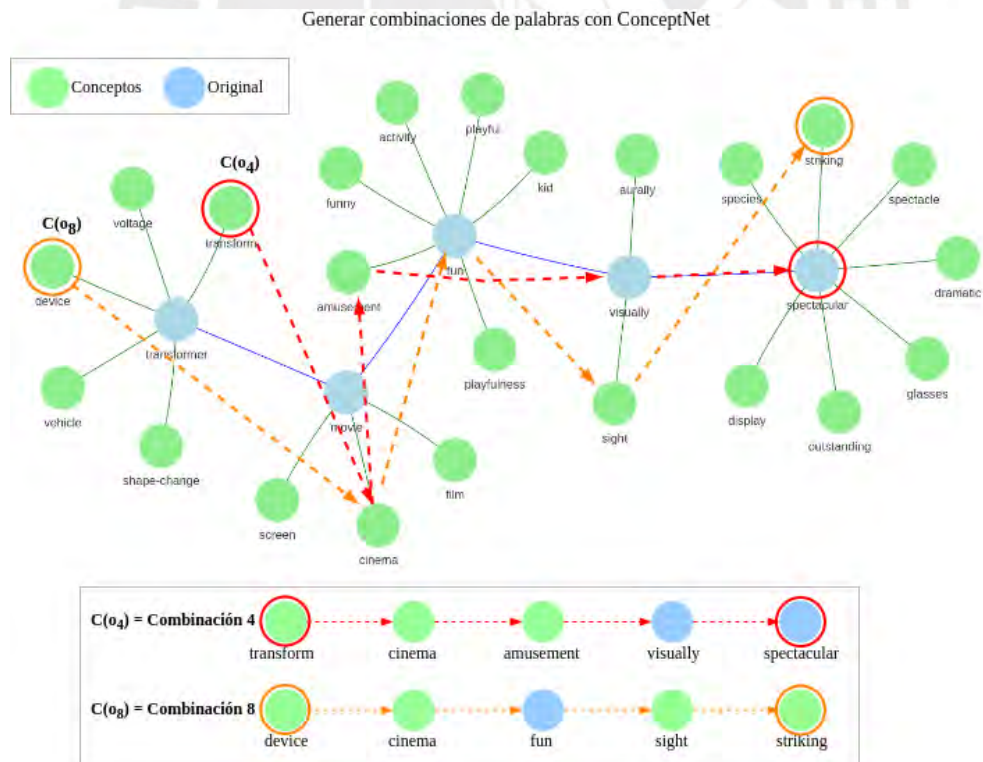 Generar combinaciones de palabras con ConceptNet
Conceptos
Original
activity
playful
striking
C(o4)
funny
kid
aurally
species
spectacle
C(o8)
voltage
transform
fun
device
amusement
visually
spectacular
dramatic
transformer
playfulness
glasses
vehicle
movie
display
sight
outstanding
shape-change
film
screen
cinema
C(o4) = Combinación 4
transform
cinema
amusement
visually
spectacular
C(o8) = Combinación 8
device
cinema
fun
sight
striking